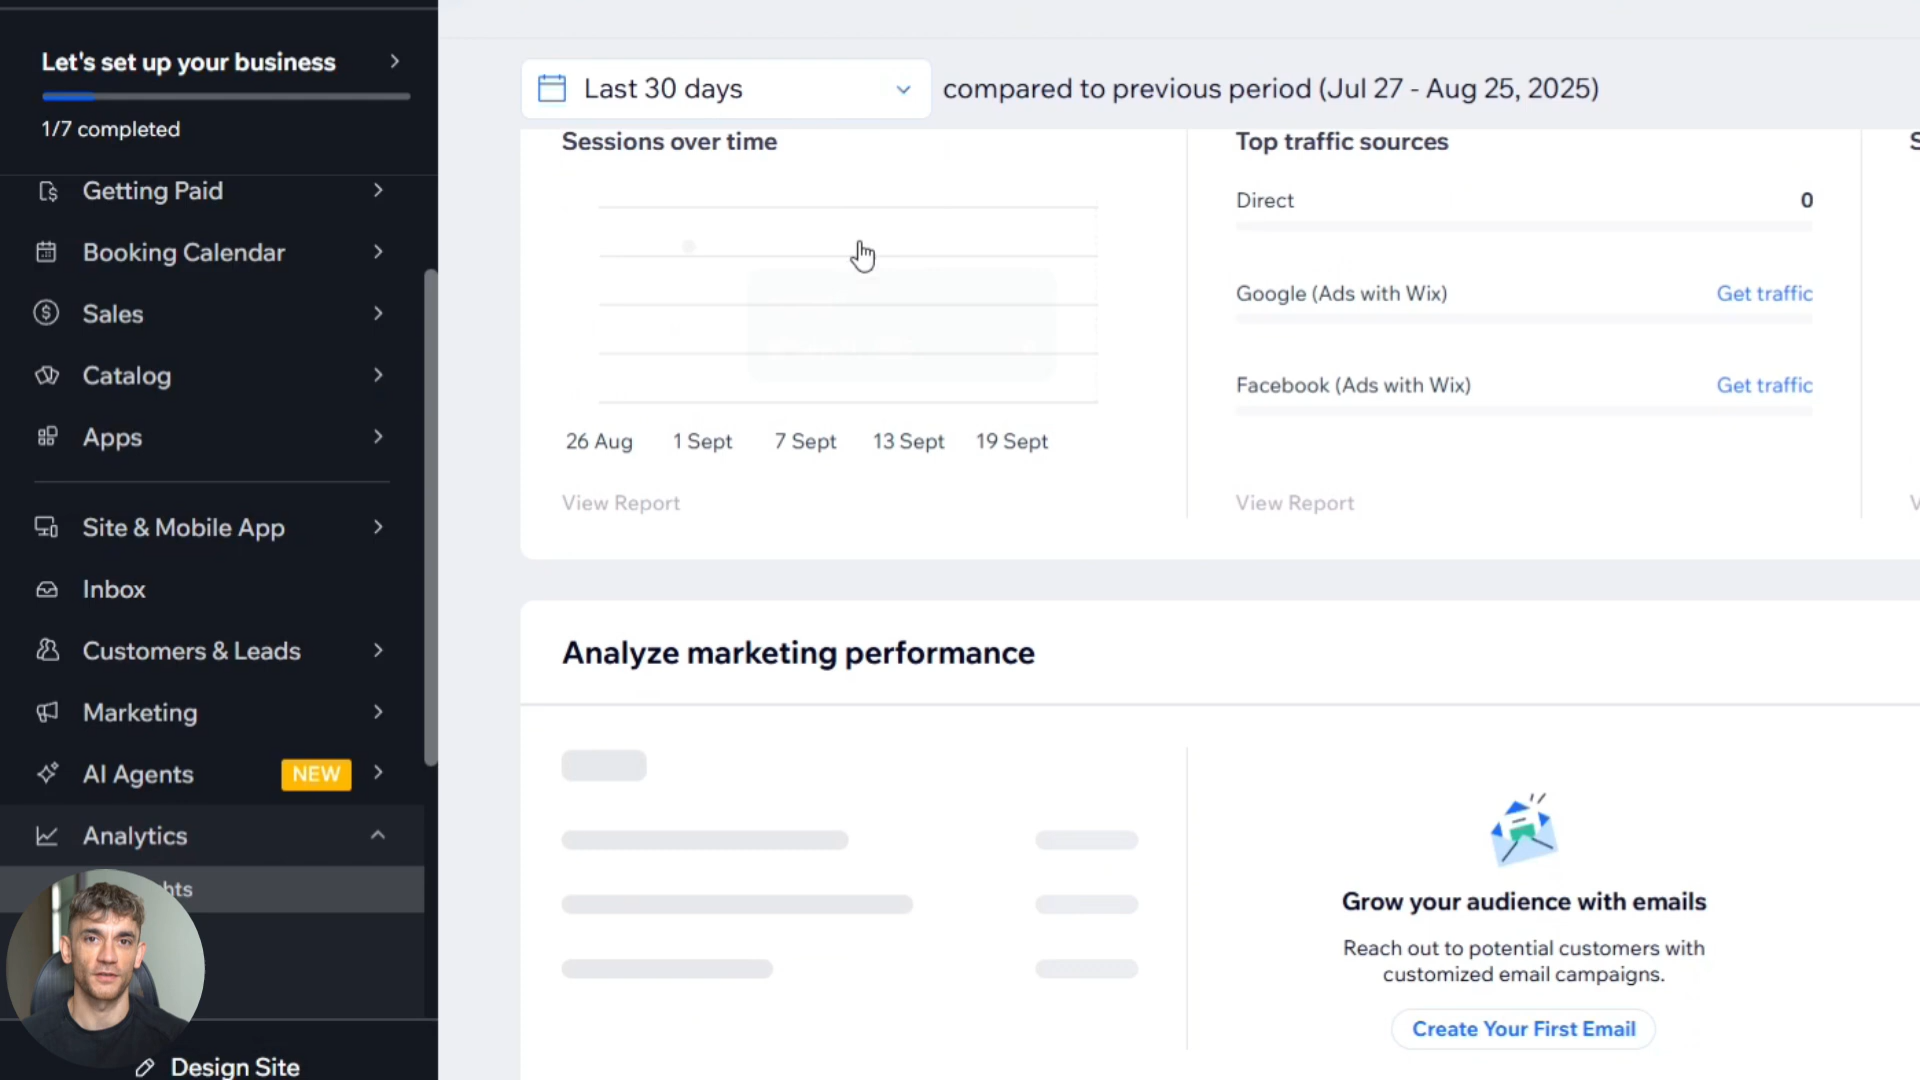 Let's set up your business
1/7 completed
Getting Paid
Booking Calendar
Sales
Catalog
Apps
Site & Mobile App
Inbox
Customers & Leads
Marketing
AI Agents NEW
Analytics
Design Site
Last 30 days compared to previous period (Jul 27 - Aug 25, 2025)
Sessions over time
26 Aug 1 Sept 7 Sept 13 Sept 19 Sept
View Report
Top traffic sources
Direct 0
Google (Ads with Wix) Get traffic
Facebook (Ads with Wix) Get traffic
View Report
Analyze marketing performance
Grow your audience with emails
Reach out to potential customers with
customized email campaigns.
Create Your First Email